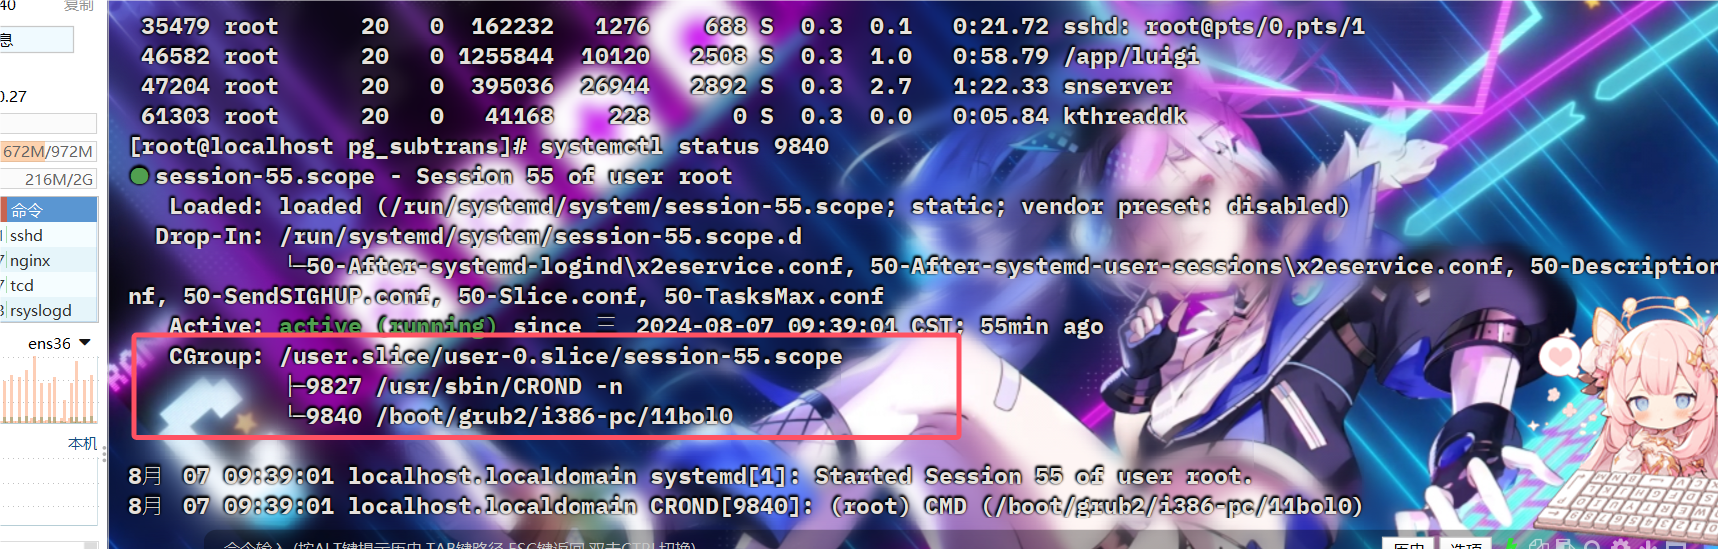 40 复制
息
0.27
672M/972M
216M/2G
命令
sshd
nginx
tcd
rsyslogd
ens36
本机
35479 root 20 0 162232 1276 688 S 0.3 0.1 0:21.72 sshd: root@pts/0,pts/1
46582 root 20 0 1255844 10120 2508 S 0.3 1.0 0:58.79 /app/luigi
47204 root 20 0 395036 26944 2892 S 0.3 2.7 1:22.33 snserver
61303 root 20 0 41168 228 0 S 0.3 0.0 0:05.84 kthreaddk
[root@localhost pg_subtrans]# systemctl status 9840
● session-55.scope - Session 55 of user root
Loaded: loaded (/run/systemd/system/session-55.scope; static; vendor preset: disabled)
Drop-In: /run/systemd/system/session-55.scope.d
└─50-After-systemd-logind\x2eservice.conf, 50-After-systemd-user-sessions\x2eservice.conf, 50-Description
nf, 50-SendSIGHUP.conf, 50-Slice.conf, 50-TasksMax.conf
Active: active (running) since 三 2024-08-07 09:39:01 CST; 55min ago
CGroup: /user.slice/user-0.slice/session-55.scope
├─9827 /usr/sbin/CROND -n
└─9840 /boot/grub2/i386-pc/11bol0
8月 07 09:39:01 localhost.localdomain systemd[1]: Started Session 55 of user root.
8月 07 09:39:01 localhost.localdomain CROND[9840]: (root) CMD (/boot/grub2/i386-pc/11bol0)
命令输入 (按ALT键提示历史,TAB键路径,ESC键返回,双击CTRL切换)
历史 选项